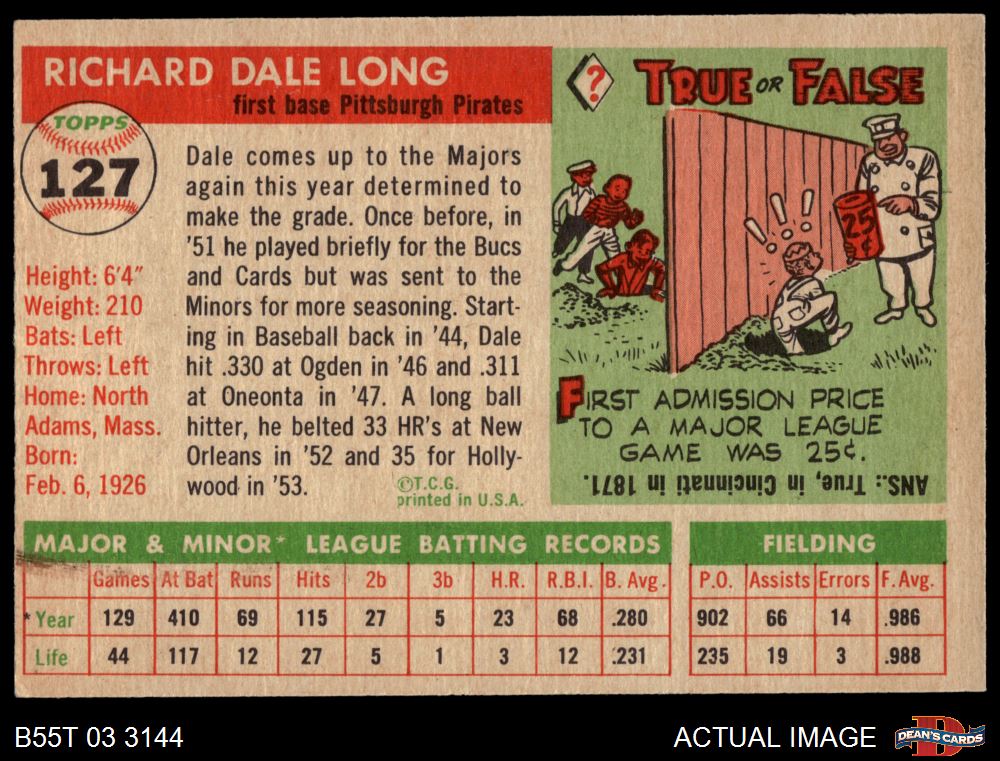 RICHARD DALE LONG
first base Pittsburgh Pirates
TOPPS
127
Height: 6'4"
Weight: 210
Bats: Left
Throws: Left
Home: North
Adams, Mass.
Born:
Feb. 6, 1926
Dale comes up to the Majors
again this year determined to
make the grade. Once before, in
'51 he played briefly for the Bucs
and Cards but was sent to the
Minors for more seasoning. Start-
ing in Baseball back in '44, Dale
hit .330 at Ogden in '46 and .311
at Oneonta in '47. A long ball
hitter, he belted 33 HR's at New
Orleans in '52 and 35 for Holly-
wood in '53.
©T.C.G.
printed in U.S.A.
?
TRUE OR FALSE
! ! !
25¢
FIRST ADMISSION PRICE
TO A MAJOR LEAGUE
GAME WAS 25¢.
ANS.: True, in Cincinnati in 1871.
MAJOR & MINOR* LEAGUE BATTING RECORDS
FIELDING
Games At Bat Runs Hits 2b 3b H.R. R.B.I. B. Avg. P.O. Assists Errors F. Avg.
*Year 129 410 69 115 27 5 23 68 .280 902 66 14 .986
Life 44 117 12 27 5 1 3 12 .231 235 19 3 .988
B55T 03 3144
ACTUAL IMAGE
D
DEAN'S CARDS